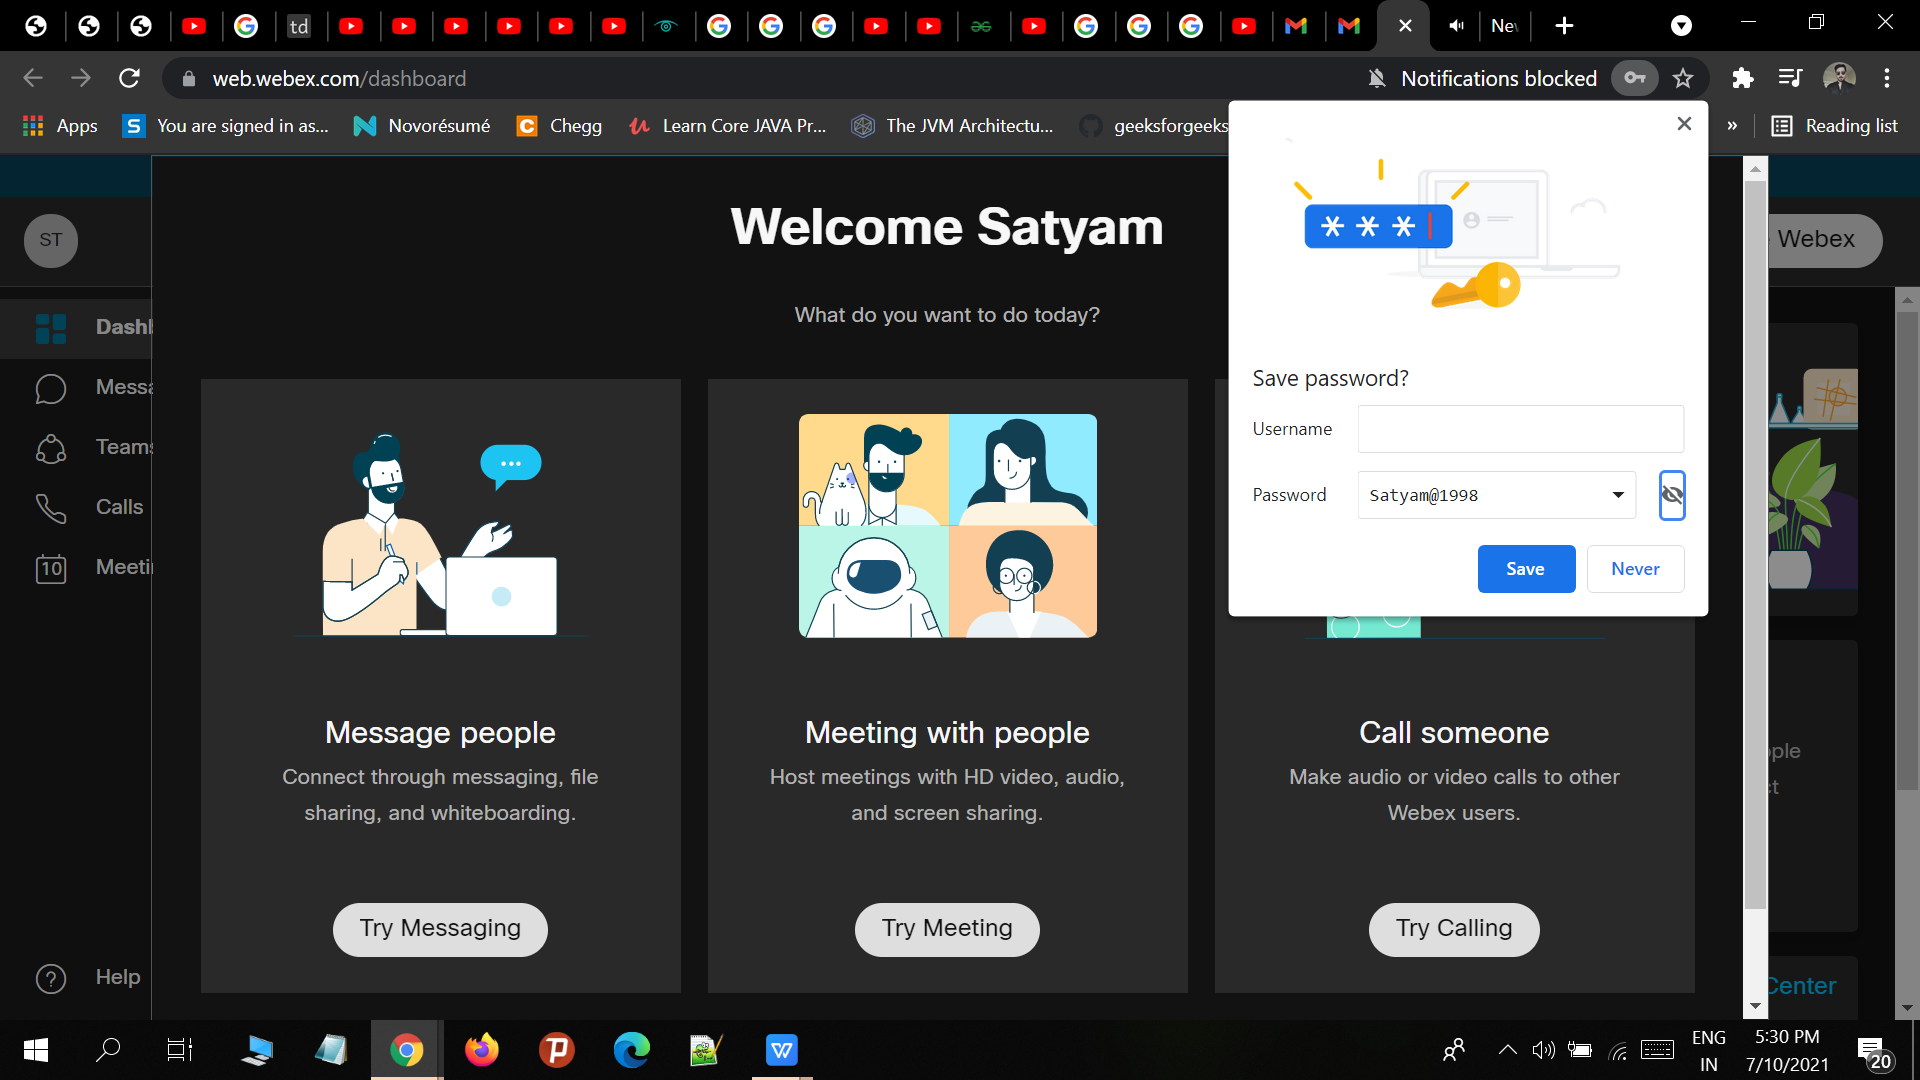 td
New
web.webex.com/dashboard
Notifications blocked
Apps
You are signed in as...
Novorésumé
Chegg
Learn Core JAVA Pr...
The JVM Architectu...
geeksforgeeks
»
Reading list
ST
Welcome Satyam
What do you want to do today?
Webex
Dash
Messa
Teams
Calls
10
Meeti
Help
Save password?
Username
Password
Satyam@1998
Save
Never
Message people
Connect through messaging, file
sharing, and whiteboarding.
Try Messaging
Meeting with people
Host meetings with HD video, audio,
and screen sharing.
Try Meeting
Call someone
Make audio or video calls to other
Webex users.
Try Calling
ple
ct
Center
ENG
IN
5:30 PM
7/10/2021
20